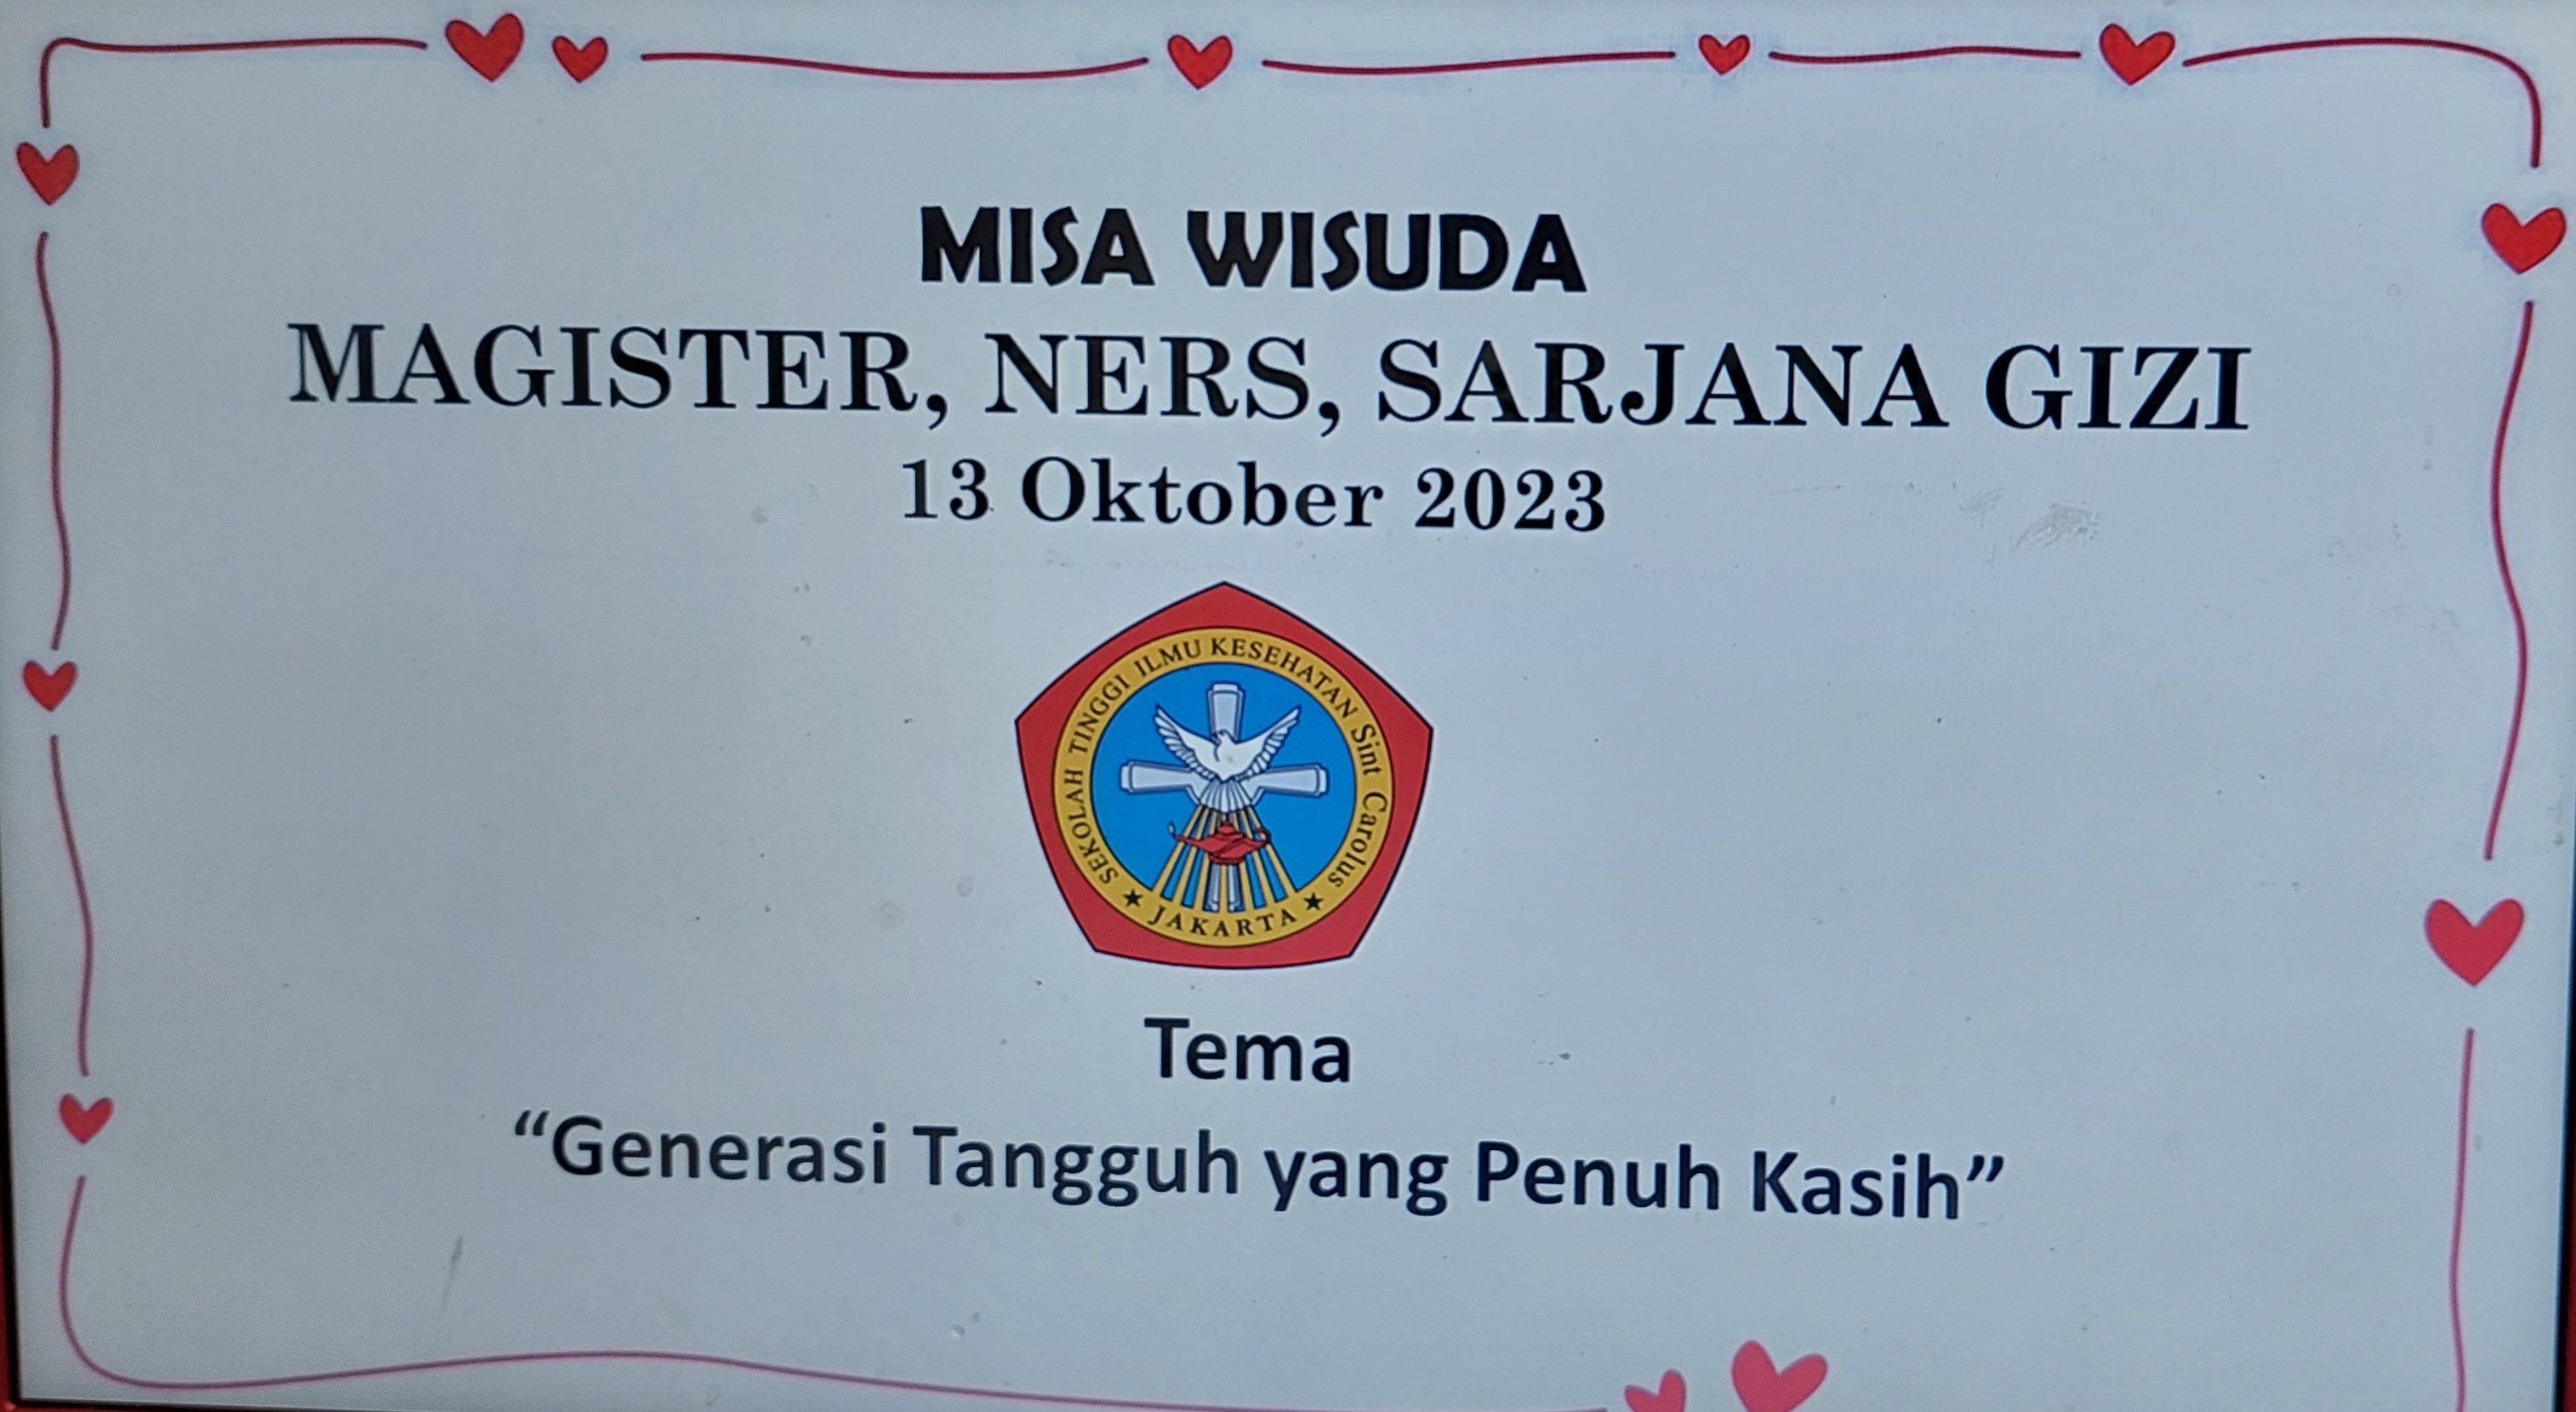 MISA WISUDA
MAGISTER, NERS, SARJANA GIZI
13 Oktober 2023
SEKOLAH TINGGI ILMU KESEHATAN Sint Carolus
★ JAKARTA ★
Tema
“Generasi Tangguh yang Penuh Kasih”